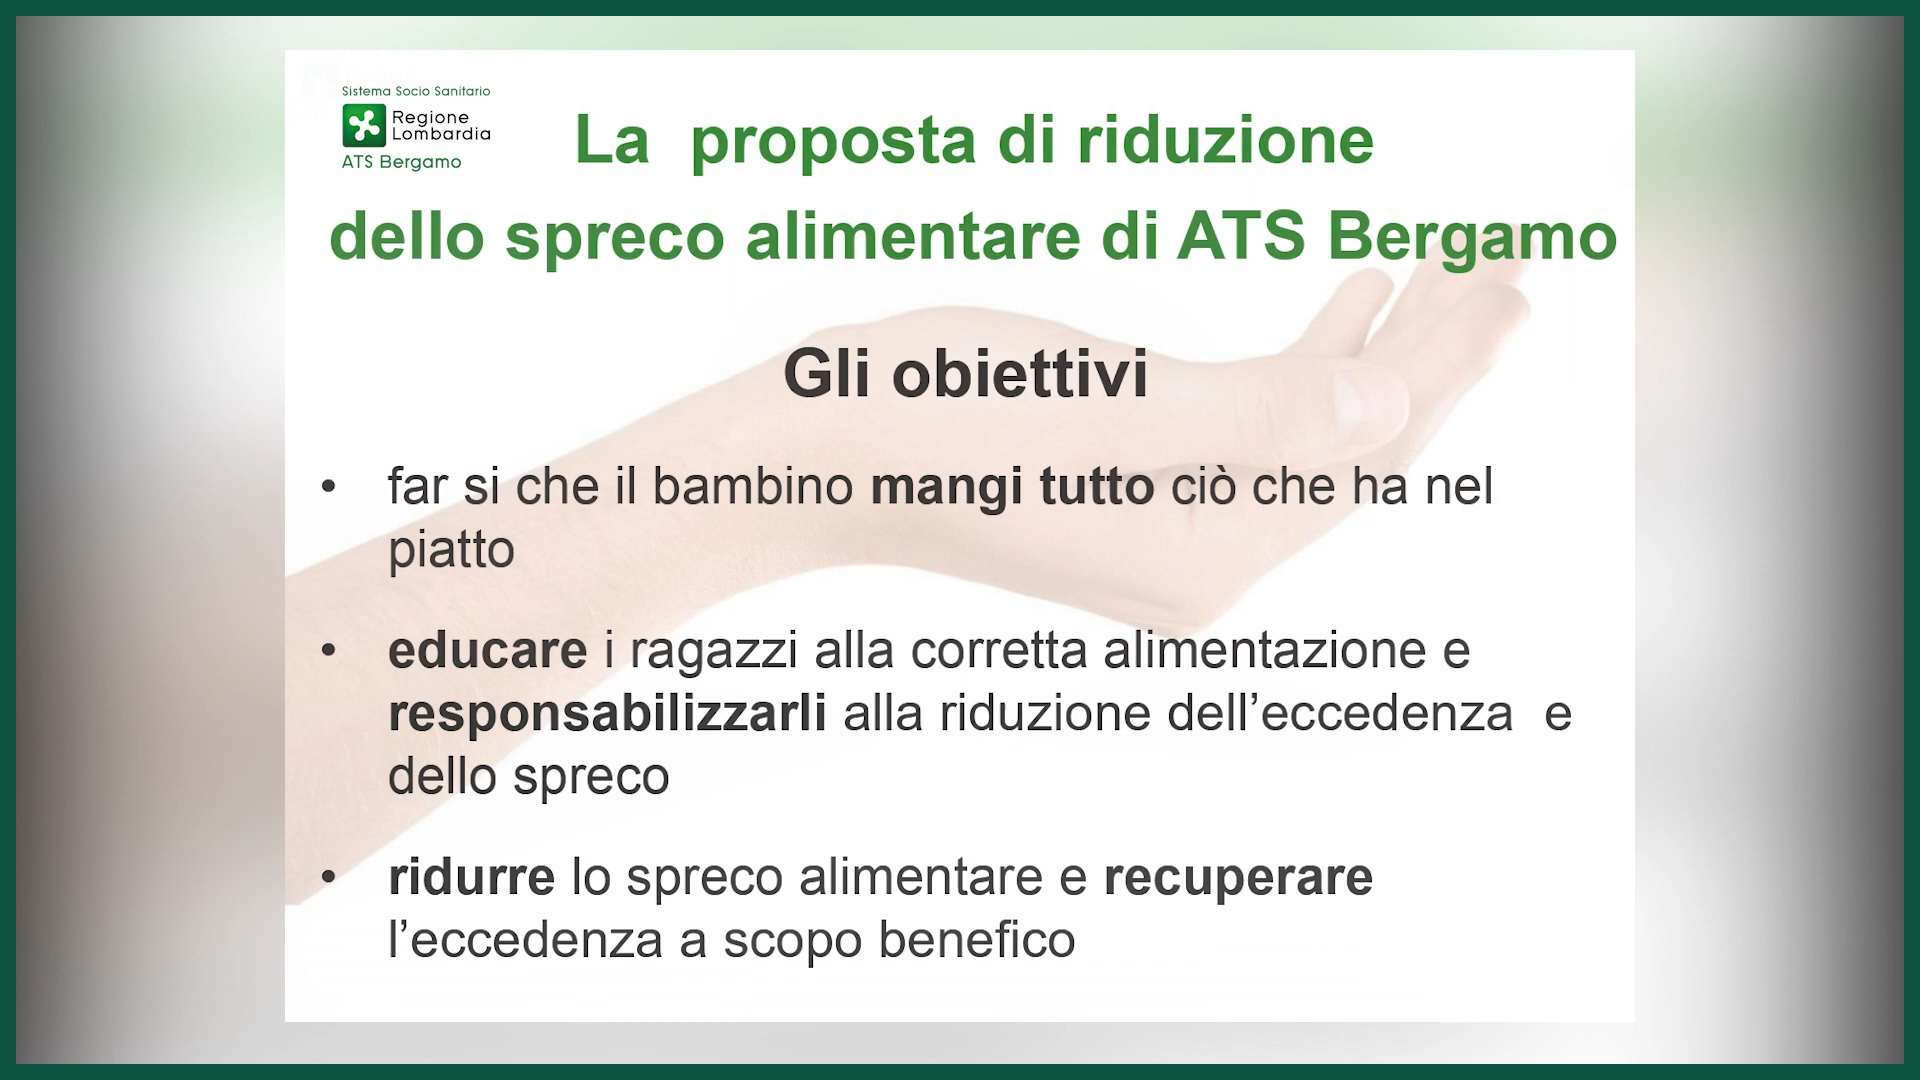 Sistema Socio Sanitario
Regione
Lombardia
ATS Bergamo
La proposta di riduzione
dello spreco alimentare di ATS Bergamo
Gli obiettivi
• far si che il bambino mangi tutto ciò che ha nel
piatto
• educare i ragazzi alla corretta alimentazione e
responsabilizzarli alla riduzione dell’eccedenza e
dello spreco
• ridurre lo spreco alimentare e recuperare
l’eccedenza a scopo benefico